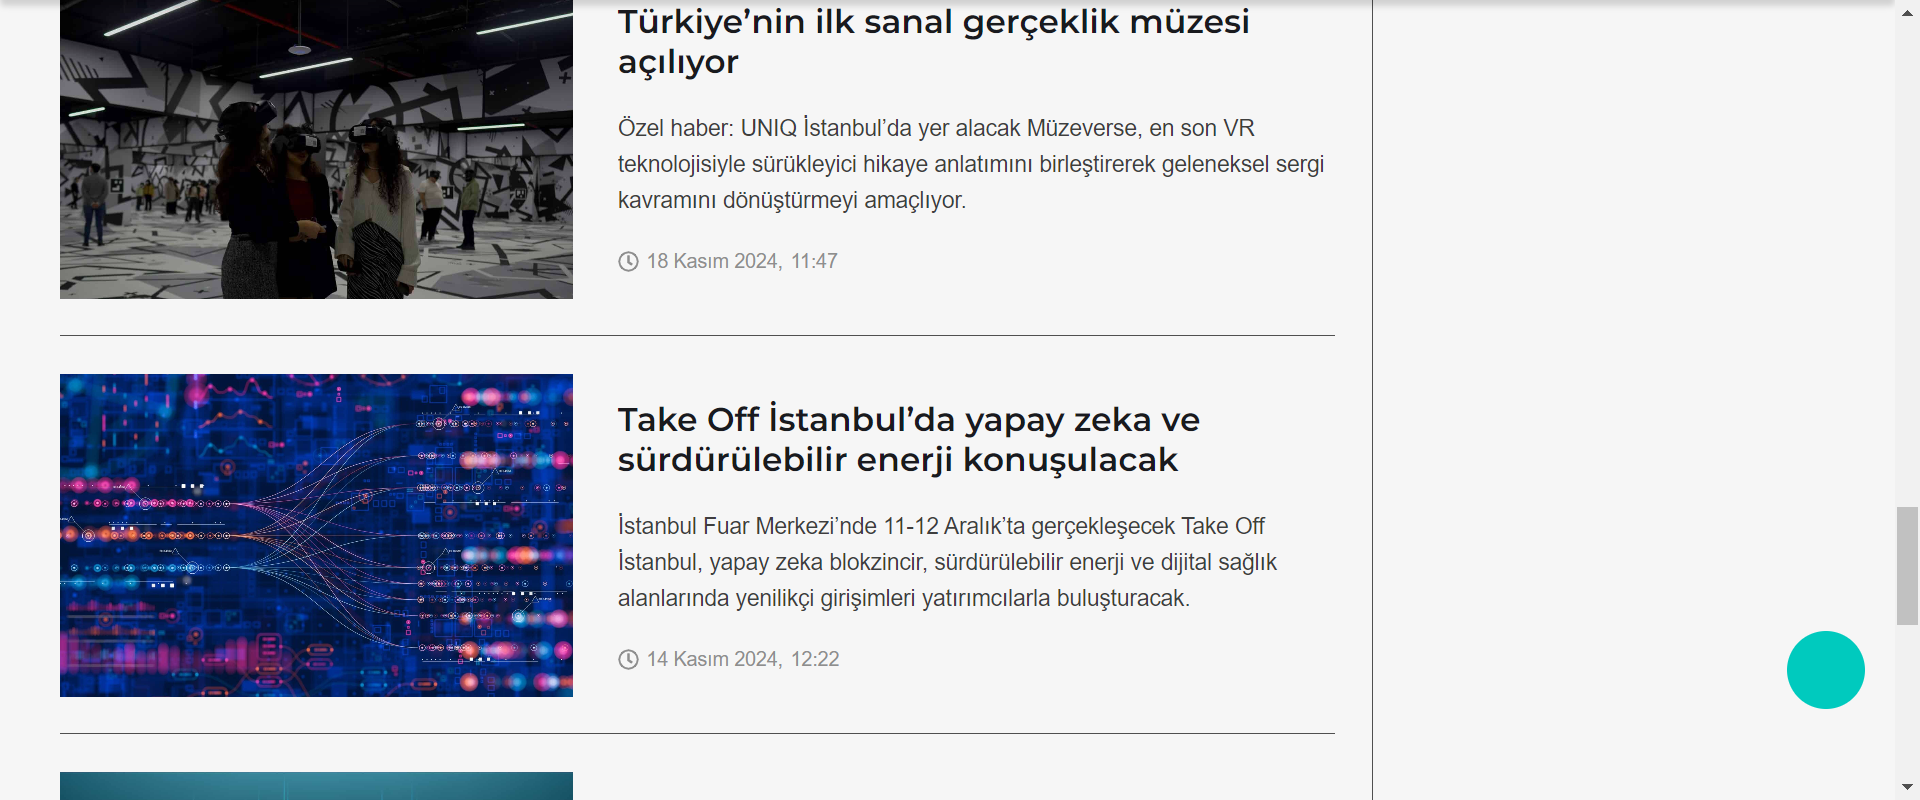 Türkiye’nin ilk sanal gerçeklik müzesi
açılıyor
Özel haber: UNIQ İstanbul’da yer alacak Müzeverse, en son VR
teknolojisiyle sürükleyici hikaye anlatımını birleştirerek geleneksel sergi
kavramını dönüştürmeyi amaçlıyor.
18 Kasım 2024, 11:47
Take Off İstanbul’da yapay zeka ve
sürdürülebilir enerji konuşulacak
İstanbul Fuar Merkezi’nde 11-12 Aralık’ta gerçekleşecek Take Off
İstanbul, yapay zeka blokzincir, sürdürülebilir enerji ve dijital sağlık
alanlarında yenilikçi girişimleri yatırımcılarla buluşturacak.
14 Kasım 2024, 12:22